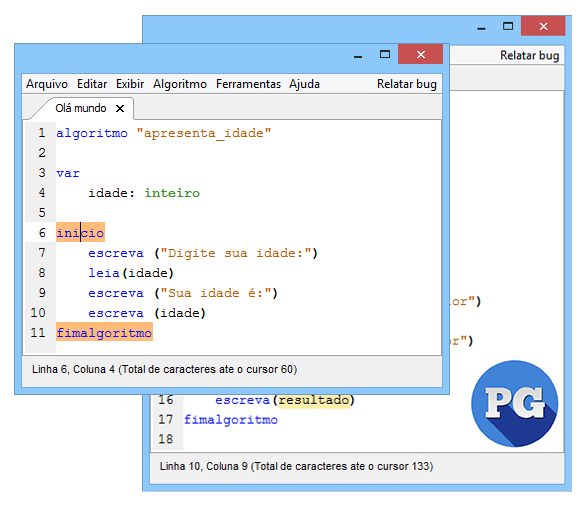 Relatar bug
Arquivo Editar Exibir Algoritmo Ferramentas Ajuda Relatar bug
Olá mundo
1 algoritmo "apresenta_idade"
2
3 var
4 idade: inteiro
5
6 inicio
7 escreva ("Digite sua idade:")
8 leia(idade)
9 escreva ("Sua idade é:")
10 escreva (idade)
11 fimalgoritmo
Linha 6, Coluna 4 (Total de caracteres ate o cursor 60)
or")
r")
16 escreva(resultado)
17 fimalgoritmo
18
Linha 10, Coluna 9 (Total de caracteres ate o cursor 133)
PG